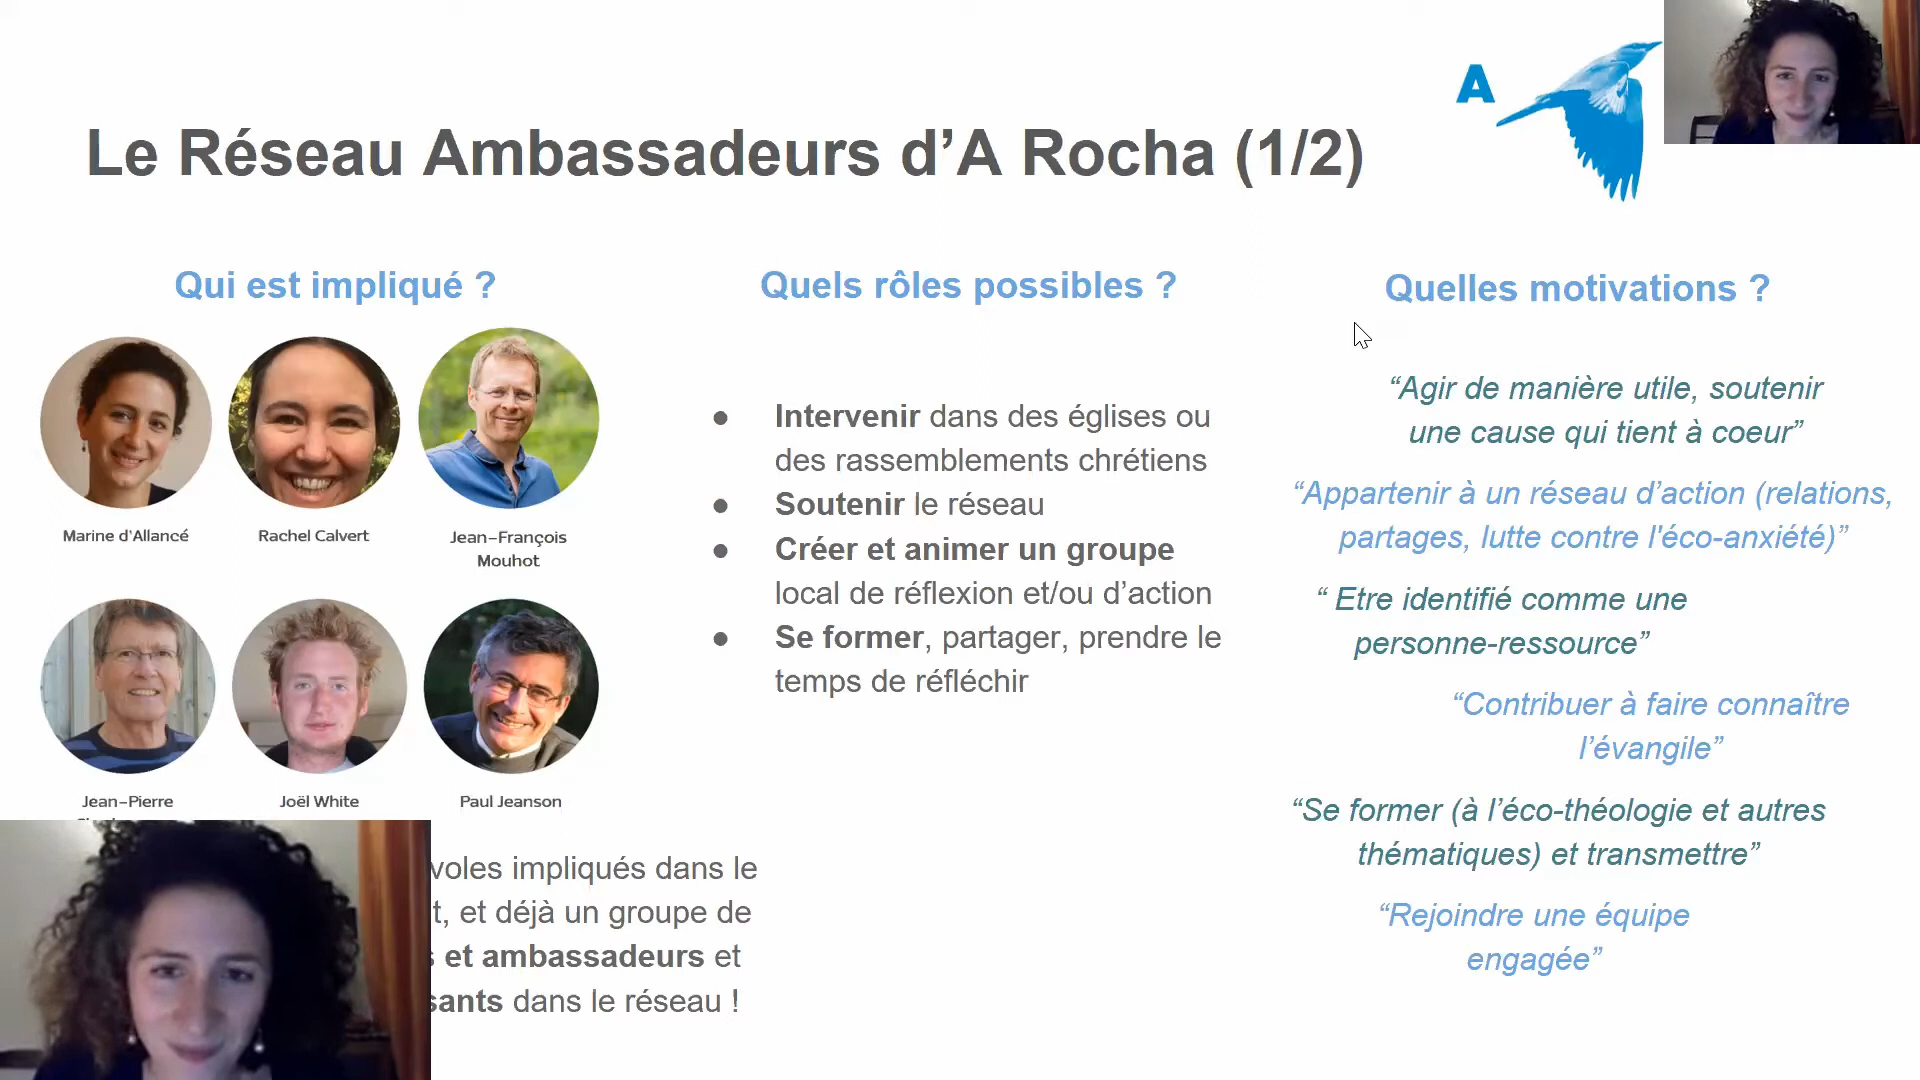 A
Le Réseau Ambassadeurs d’A Rocha (1/2)
Qui est impliqué ?
Marine d'Allancé
Rachel Calvert
Jean-François
Mouhot
Jean-Pierre
Joël White
Paul Jeanson
voles impliqués dans le
t, et déjà un groupe de
s et ambassadeurs et
sants dans le réseau !
Quels rôles possibles ?
● Intervenir dans des églises ou
des rassemblements chrétiens
● Soutenir le réseau
● Créer et animer un groupe
local de réflexion et/ou d’action
● Se former, partager, prendre le
temps de réfléchir
Quelles motivations ?
“Agir de manière utile, soutenir
une cause qui tient à coeur”
“Appartenir à un réseau d’action (relations,
partages, lutte contre l'éco-anxiété)”
“ Etre identifié comme une
personne-ressource”
“Contribuer à faire connaître
l’évangile”
“Se former (à l’éco-théologie et autres
thématiques) et transmettre”
“Rejoindre une équipe
engagée”